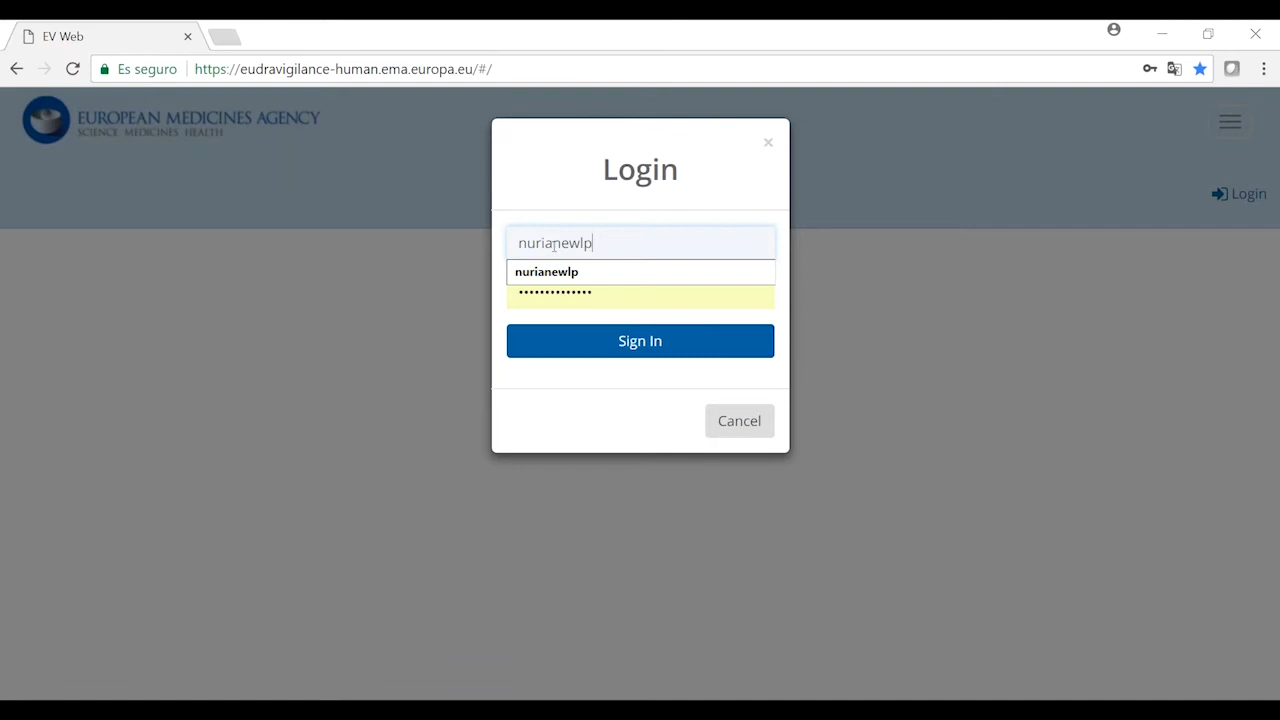 EV Web
Es seguro
https://eudravigilance-human.ema.europa.eu/#/
EUROPEAN MEDICINES AGENCY
SCIENCE MEDICINES HEALTH
Login
Login
nurianewlp
nurianewlp
••••••••••••••
Sign In
Cancel